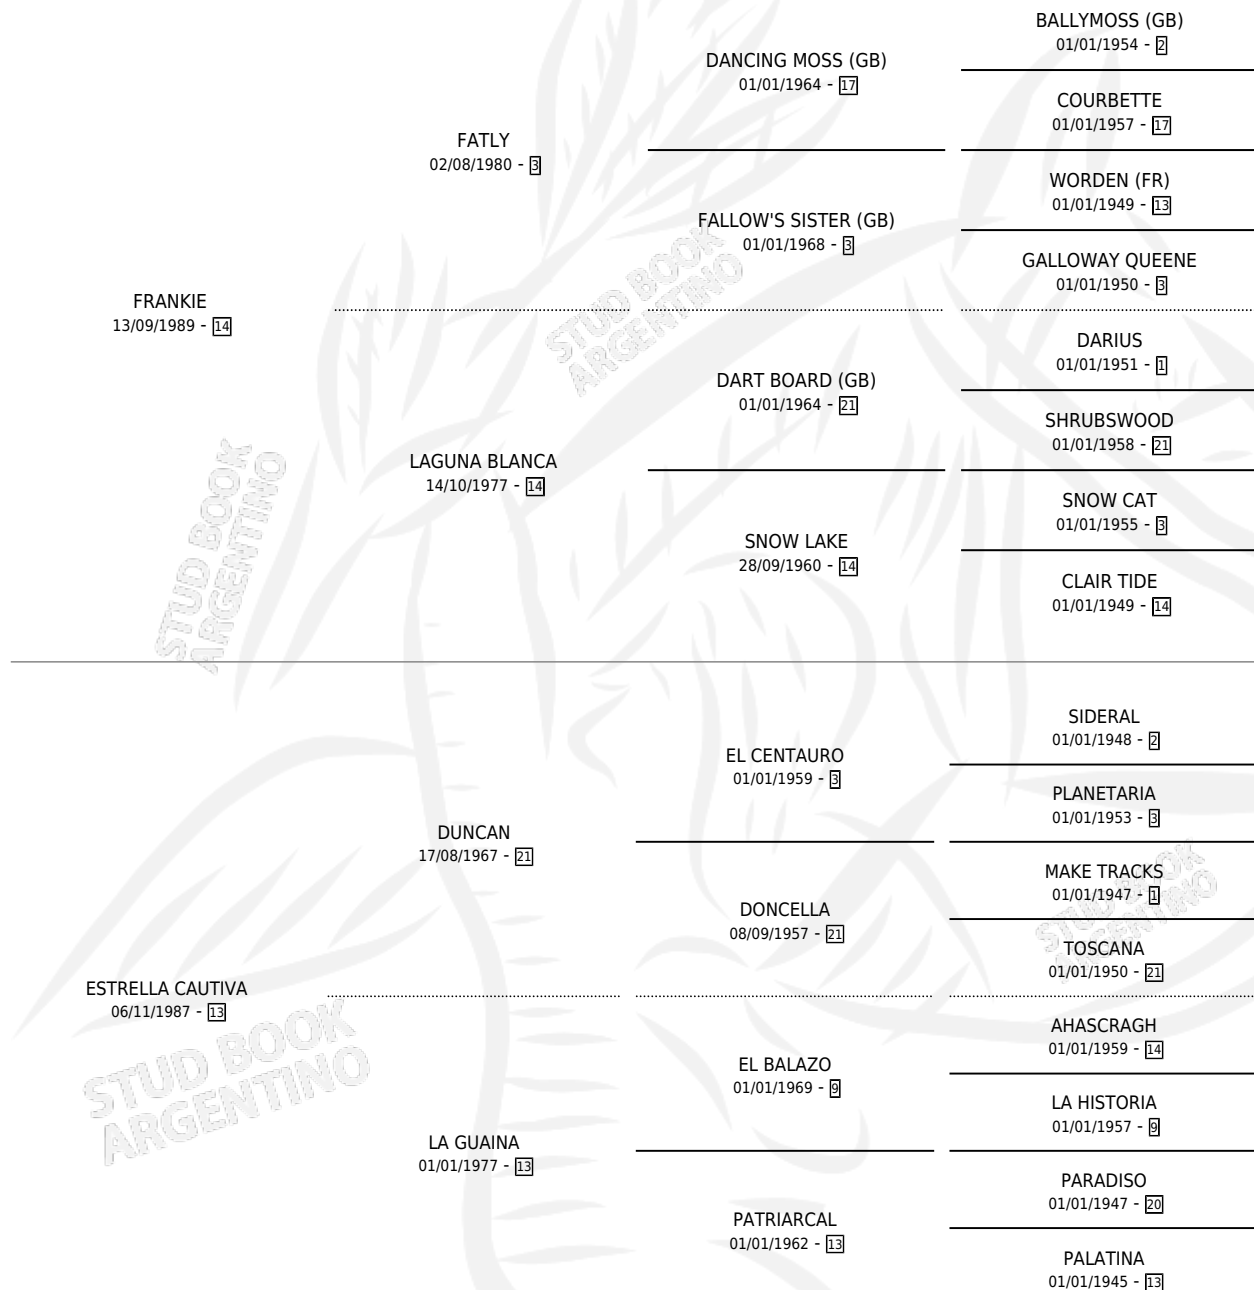 BALLYMOSS (GB)
01/01/1954 - 2
DANCING MOSS (GB)
01/01/1964 - 17
COURBETTE
01/01/1957 - 17
FATLY
02/08/1980 - 3
WORDEN (FR)
01/01/1949 - 13
FALLOW'S SISTER (GB)
01/01/1968 - 3
GALLOWAY QUEENE
01/01/1950 - 3
FRANKIE
13/09/1989 - 14
DARIUS
01/01/1951 - 1
DART BOARD (GB)
01/01/1964 - 21
SHRUBSWOOD
01/01/1958 - 21
LAGUNA BLANCA
14/10/1977 - 14
SNOW CAT
01/01/1955 - 3
SNOW LAKE
28/09/1960 - 14
CLAIR TIDE
01/01/1949 - 14
SIDERAL
01/01/1948 - 2
EL CENTAURO
01/01/1959 - 3
PLANETARIA
01/01/1953 - 3
DUNCAN
17/08/1967 - 21
MAKE TRACKS
01/01/1947 - 1
DONCELLA
08/09/1957 - 21
TOSCANA
01/01/1950 - 21
ESTRELLA CAUTIVA
06/11/1987 - 13
AHASCRAGH
01/01/1959 - 14
EL BALAZO
01/01/1969 - 9
LA HISTORIA
01/01/1957 - 9
LA GUAINA
01/01/1977 - 13
PARADISO
01/01/1947 - 20
PATRIARCAL
01/01/1962 - 13
PALATINA
01/01/1945 - 13
STUD BOOK
ARGENTINO
STUD BOOK
ARGENTINO
STUD BOOK
ARGENTINO
STUD BOOK
ARGENTINO